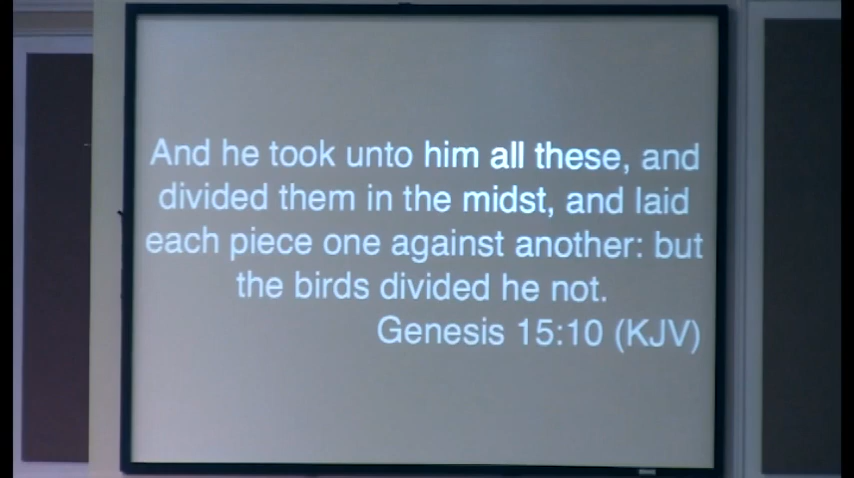 And he took unto him all these, and
divided them in the midst, and laid
each piece one against another: but
the birds divided he not.
Genesis 15:10 (KJV)